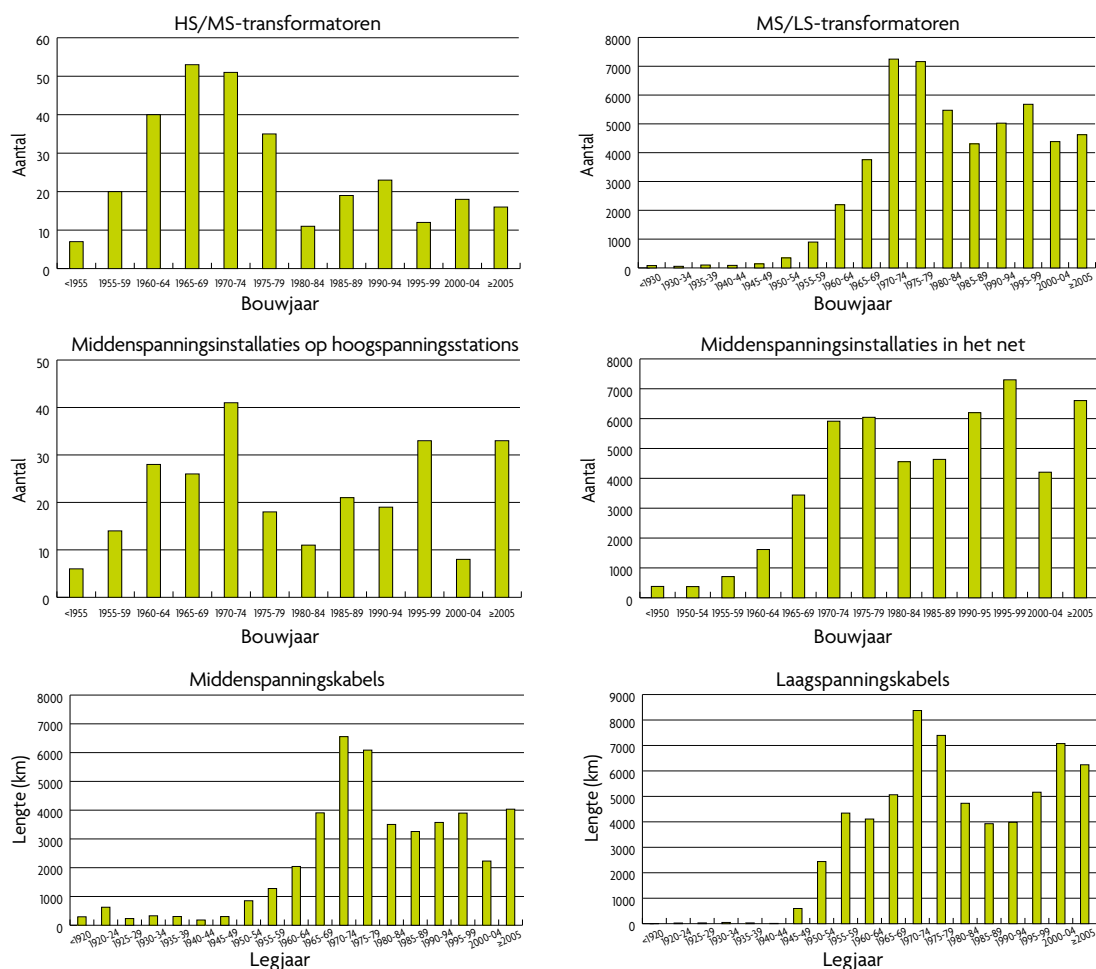 HS/MS-transformatoren
60
50
40
30
20
10
0
Aantal
<1955 1955-59 1960-64 1965-69 1970-74 1975-79 1980-84 1985-89 1990-94 1995-99 2000-04 ≥2005
Bouwjaar
MS/LS-transformatoren
8000
7000
6000
5000
4000
3000
2000
1000
0
Aantal
<1930 1930-34 1935-39 1940-44 1945-49 1950-54 1955-59 1960-64 1965-69 1970-74 1975-79 1980-84 1985-89 1990-94 1995-99 2000-04 ≥2005
Bouwjaar
Middenspanningsinstallaties op hoogspanningsstations
50
40
30
20
10
0
Aantal
<1955 1955-59 1960-64 1965-69 1970-74 1975-79 1980-84 1985-89 1990-94 1995-99 2000-04 ≥2005
Bouwjaar
Middenspanningsinstallaties in het net
8000
7000
6000
5000
4000
3000
2000
1000
0
Aantal
<1950 1950-54 1955-59 1960-64 1965-69 1970-74 1975-79 1980-84 1985-89 1990-95 1995-99 2000-04 ≥2005
Bouwjaar
Middenspanningskabels
8000
7000
6000
5000
4000
3000
2000
1000
0
Lengte (km)
<1920 1920-24 1925-29 1930-34 1935-39 1940-44 1945-49 1950-54 1955-59 1960-64 1965-69 1970-74 1975-79 1980-84 1985-89 1990-94 1995-99 2000-04 ≥2005
Legjaar
Laagspanningskabels
9000
8000
7000
6000
5000
4000
3000
2000
1000
0
Lengte (km)
<1920 1920-24 1925-29 1930-34 1935-39 1940-44 1945-49 1950-54 1955-59 1960-64 1965-69 1970-74 1975-79 1980-84 1985-89 1990-94 1995-99 2000-04 ≥2005
Legjaar